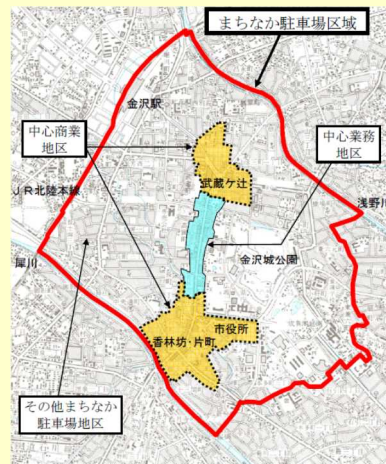 まちなか駐車場区域
金沢駅
中心商業
地区
中心業務
地区
武蔵ケ辻
JR北陸本線
浅野川
金沢城公園
犀川
市役所
香林坊・片町
その他まちなか
駐車場地区